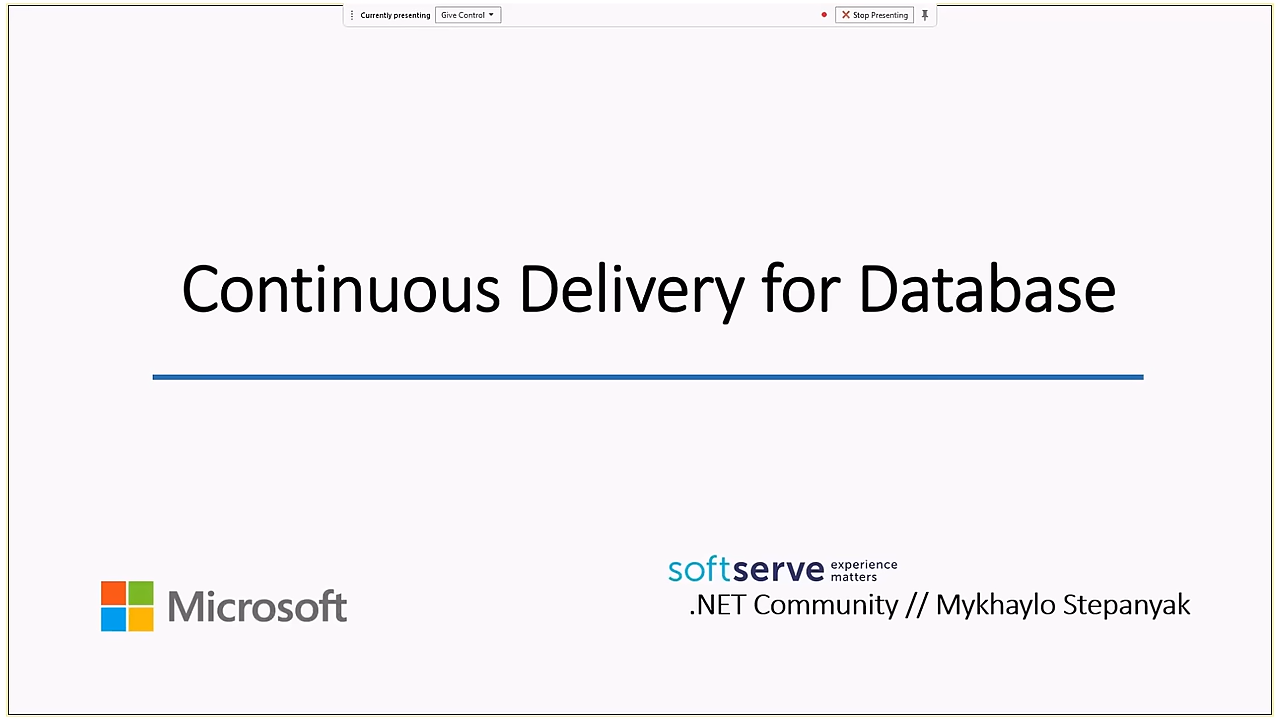 Currently presenting Give Control Stop Presenting
Continuous Delivery for Database
softserve experience
matters
Microsoft
.NET Community // Mykhaylo Stepanyak